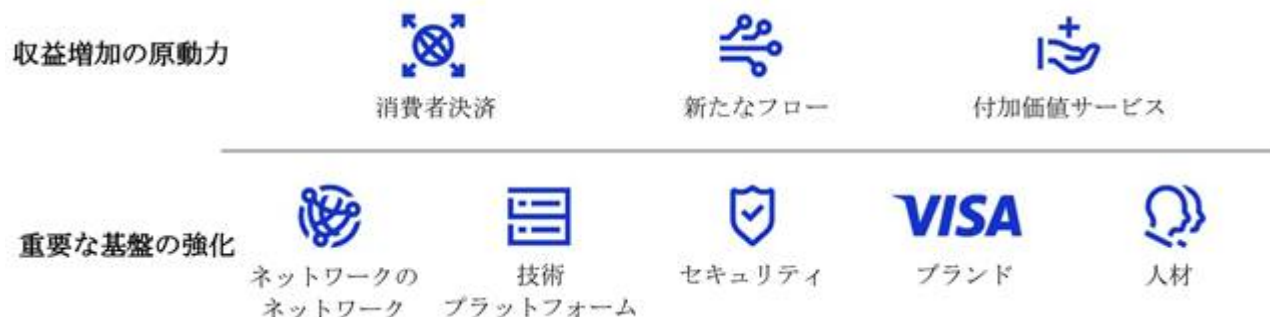 収益増加の原動力
消費者決済
新たなフロー
付加価値サービス
重要な基盤の強化
ネットワークの
ネットワーク
技術
プラットフォーム
セキュリティ
VISA
ブランド
人材